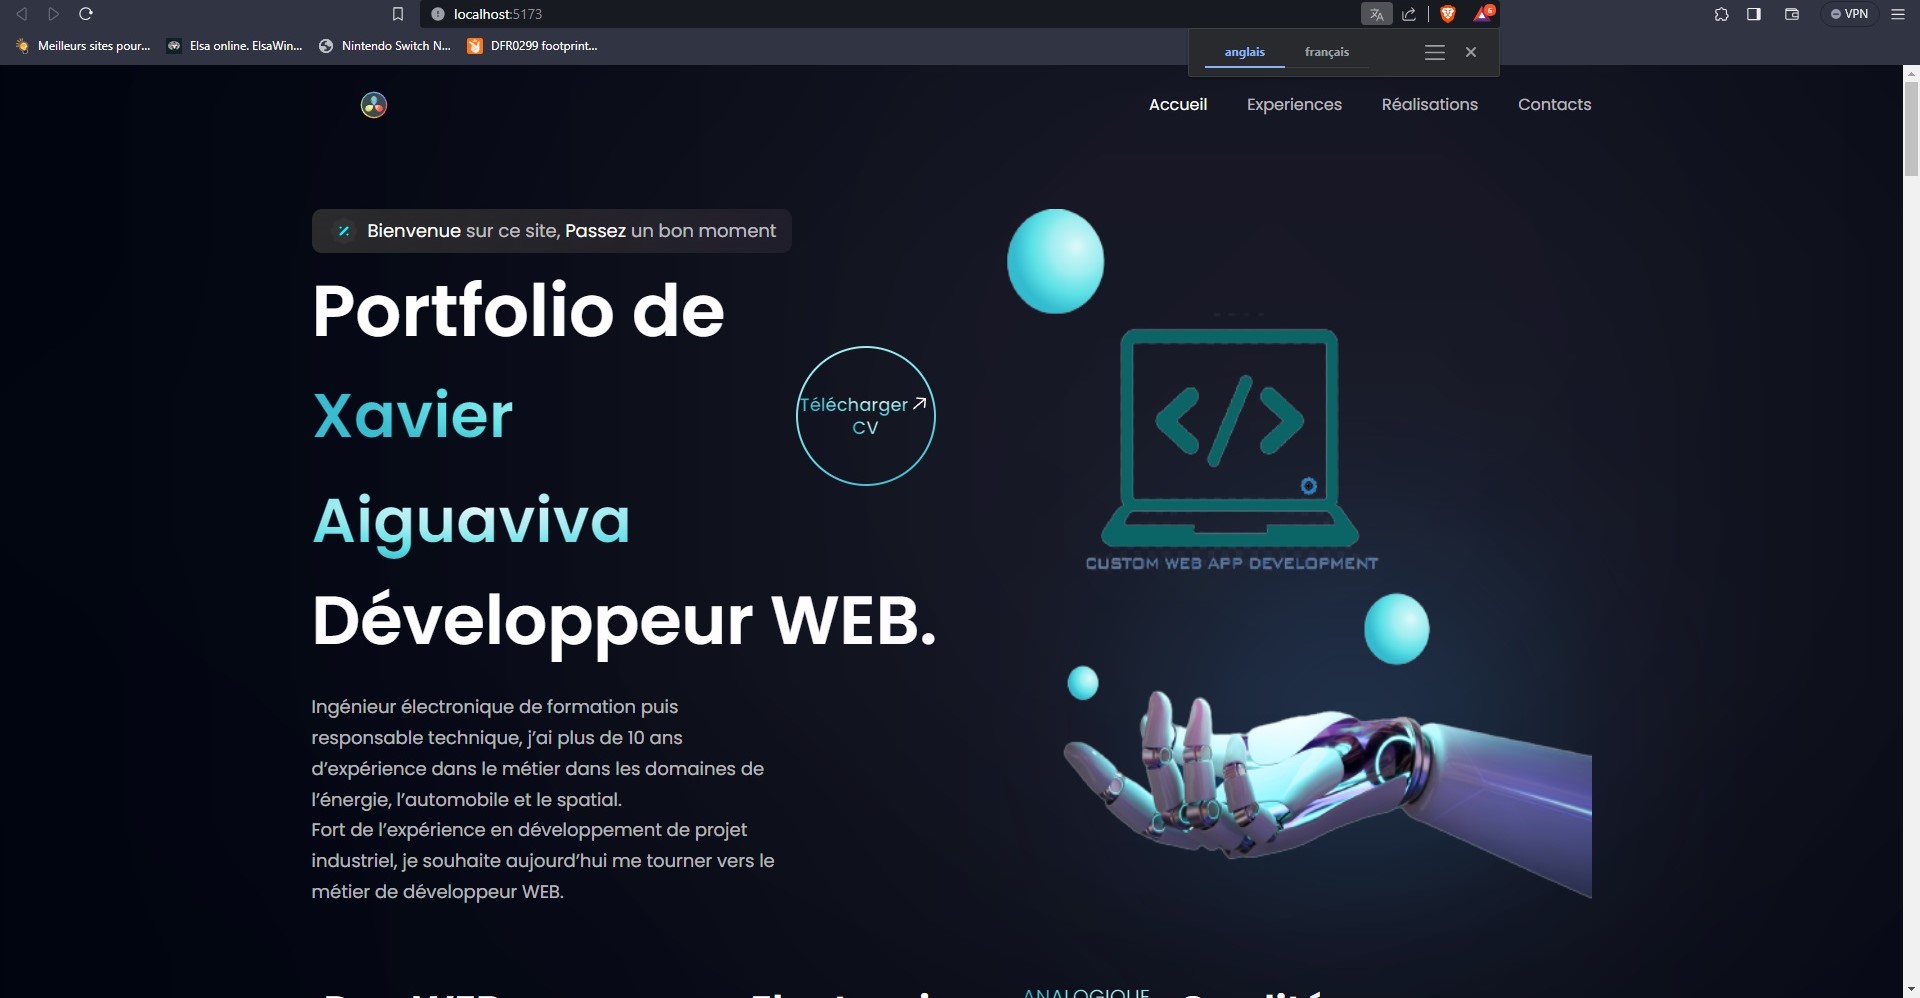 localhost:5173
VPN
Meilleurs sites pour...
Elsa online. ElsaWin...
Nintendo Switch N...
DFR0299 footprint...
anglais
français
Accueil
Experiences
Réalisations
Contacts
Bienvenue sur ce site, Passez un bon moment
Portfolio de
Xavier
Aiguaviva
Développeur WEB.
Télécharger
CV
CUSTOM WEB APP DEVELOPMENT
Ingénieur électronique de formation puis
responsable technique, j’ai plus de 10 ans
d’expérience dans le métier dans les domaines de
l’énergie, l’automobile et le spatial.
Fort de l’expérience en développement de projet
industriel, je souhaite aujourd’hui me tourner vers le
métier de développeur WEB.
ANALOGIQUE